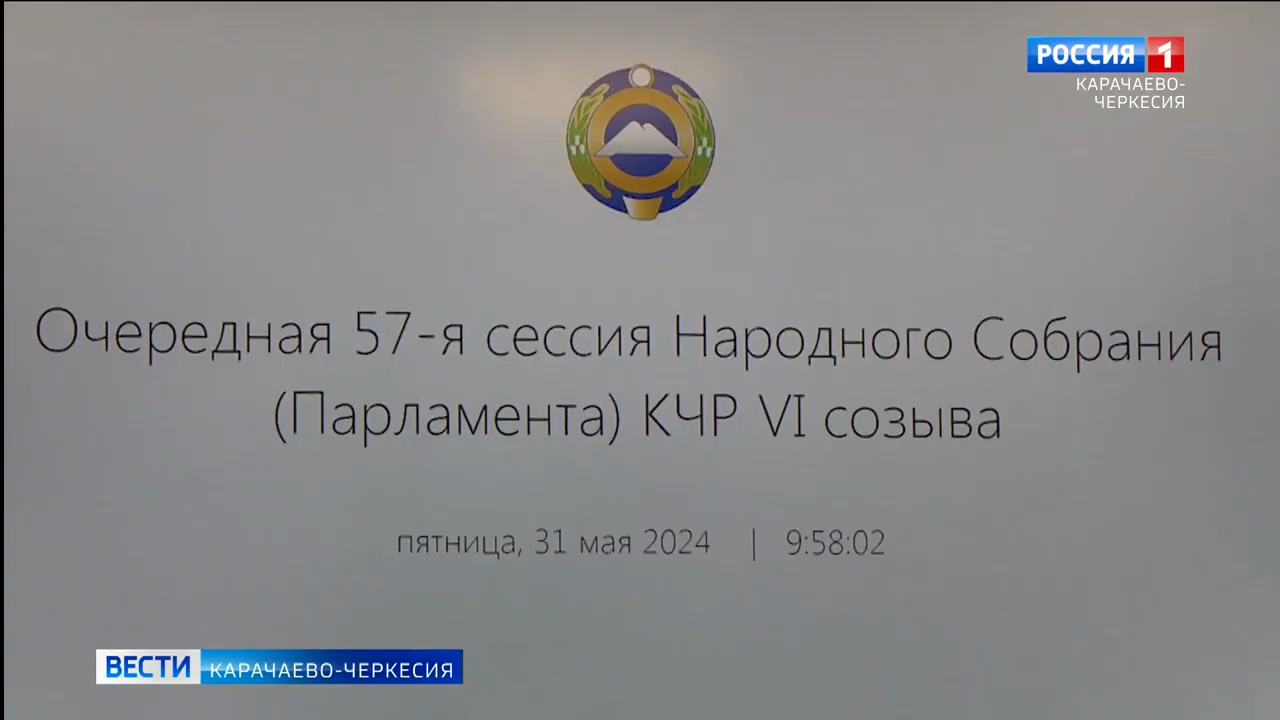 РОССИЯ 1
КАРАЧАЕВО-
ЧЕРКЕСИЯ
Очередная 57-я сессия Народного Собрания
(Парламента) КЧР VI созыва
пятница, 31 мая 2024 | 9:58:02
ВЕСТИ КАРАЧАЕВО-ЧЕРКЕСИЯ